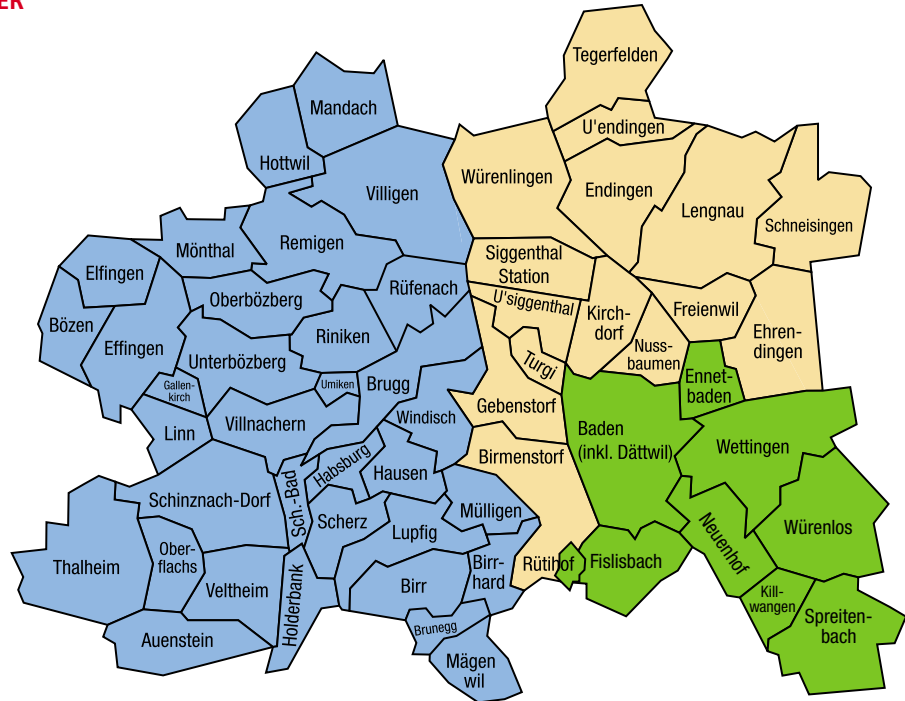 ER
Tegerfelden
Mandach
U'endingen
Hottwil
Würenlingen
Villigen
Endingen
Lengnau
Schneisingen
Mönthal
Remigen
Siggenthal
Station
Elfingen
Rüfenach
Oberbözberg
U'siggenthal
Kirch-
dorf
Freienwil
Bözen
Riniken
Ehren-
dingen
Effingen
Unterbözberg
Turgi
Nuss-
baumen
Ennet-
baden
Gallen-
kirch
Umiken
Brugg
Gebenstorf
Windisch
Villnachern
Linn
Baden
(inkl. Dättwil)
Wettingen
Birmenstorf
Habsburg
Hausen
Sch.-Bad
Schinznach-Dorf
Mülligen
Scherz
Lupfig
Neuenhof
Würenlos
Thalheim
Ober-
flachs
Rütihof
Fislisbach
Birr-
hard
Veltheim
Holderbank
Birr
Kill-
wangen
Spreiten-
bach
Auenstein
Brunegg
Mägen
wil